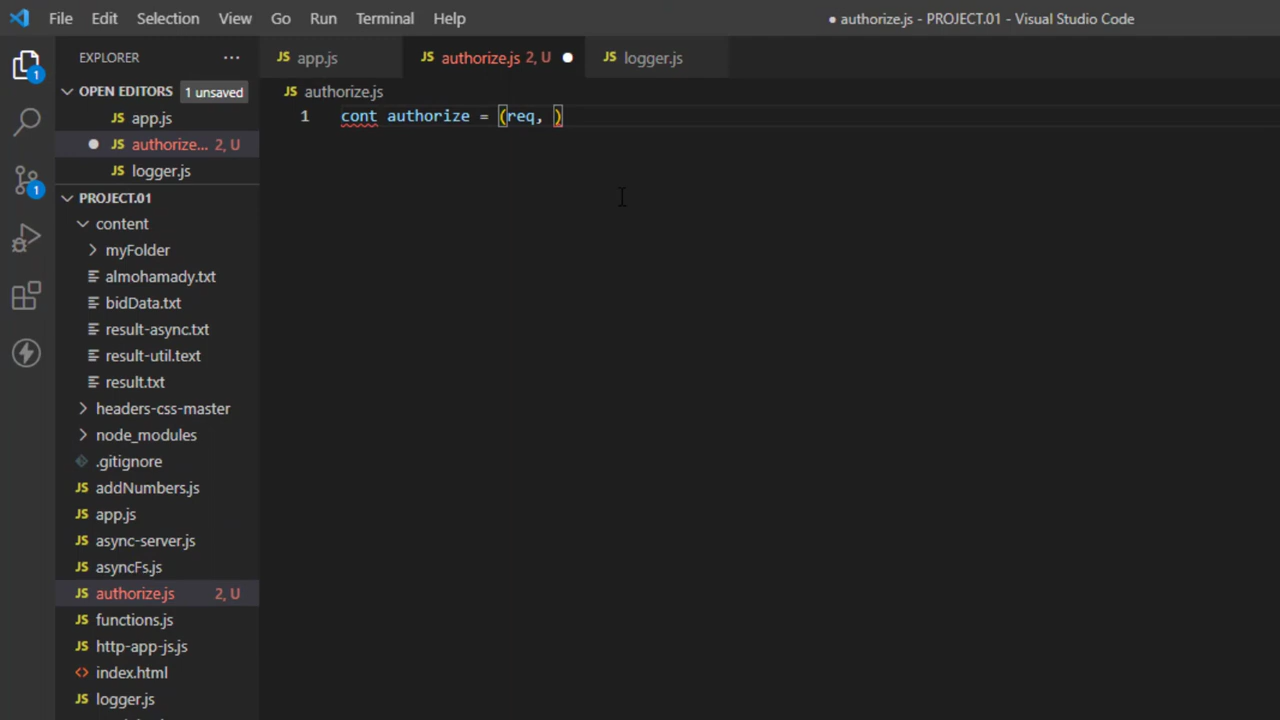 File Edit Selection View Go Run Terminal Help
● authorize.js - PROJECT.01 - Visual Studio Code
EXPLORER ···
JS app.js
JS authorize.js 2, U ●
JS logger.js
1
OPEN EDITORS 1 unsaved
JS app.js
● JS authorize... 2, U
JS logger.js
JS authorize.js
1 cont authorize = (req, )
1
PROJECT.01
content
myFolder
almohamady.txt
bidData.txt
result-async.txt
result-util.text
result.txt
headers-css-master
node_modules
.gitignore
JS addNumbers.js
JS app.js
JS async-server.js
JS asyncFs.js
JS authorize.js 2, U
JS functions.js
JS http-app-js.js
<> index.html
JS logger.js